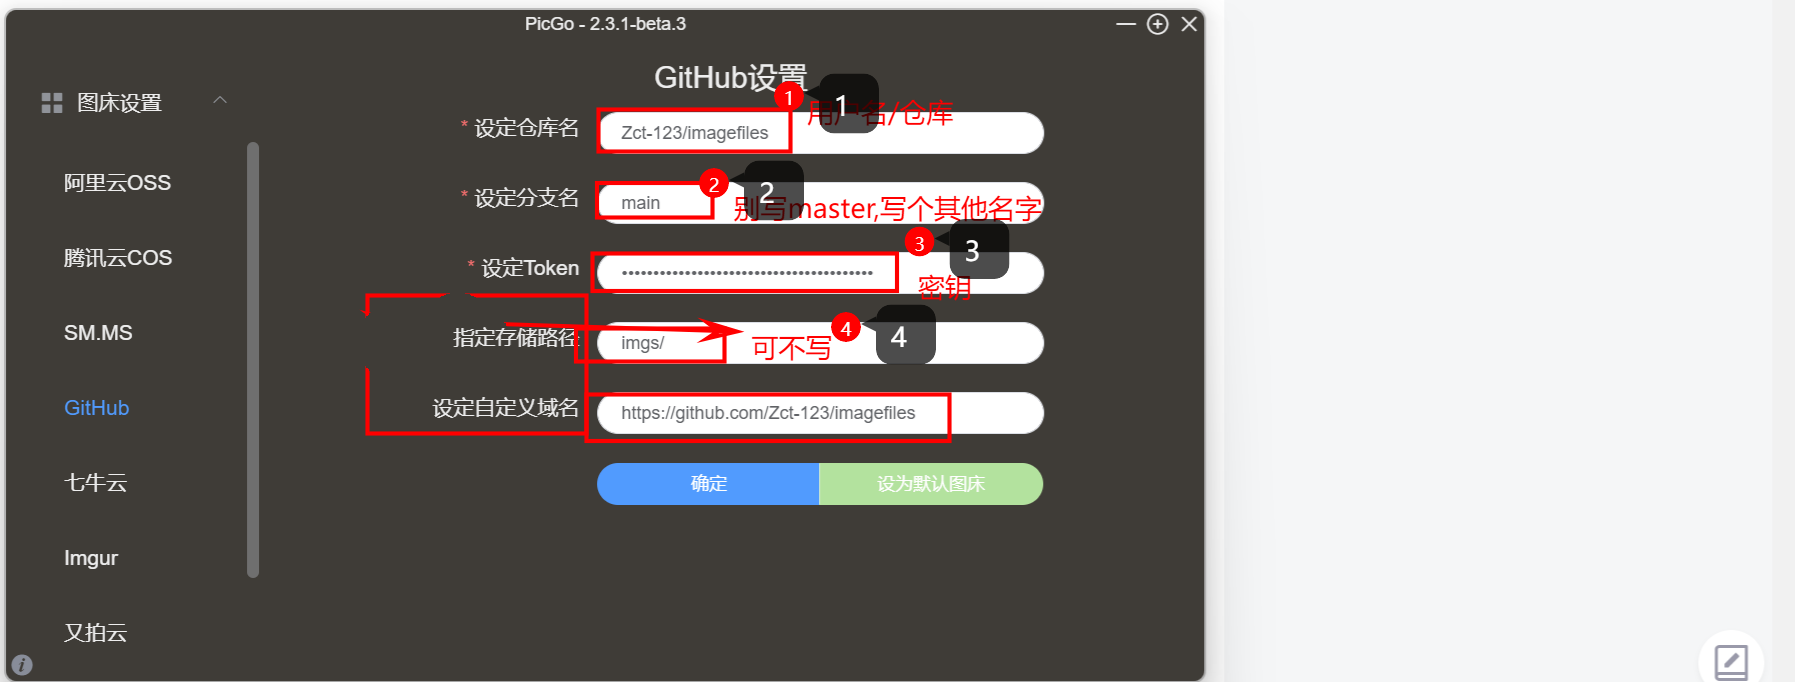 PicGo - 2.3.1-beta.3
GitHub设置
图床设置
阿里云OSS
腾讯云COS
SM.MS
GitHub
七牛云
Imgur
又拍云
* 设定仓库名
Zct-123/imagefiles
1
1
用户名/仓库
* 设定分支名
main
2
2
别写master,写个其他名字
* 设定Token
3
3
密钥
指定存储路径
imgs/
可不写
4
4
设定自定义域名
https://github.com/Zct-123/imagefiles
确定
设为默认图床